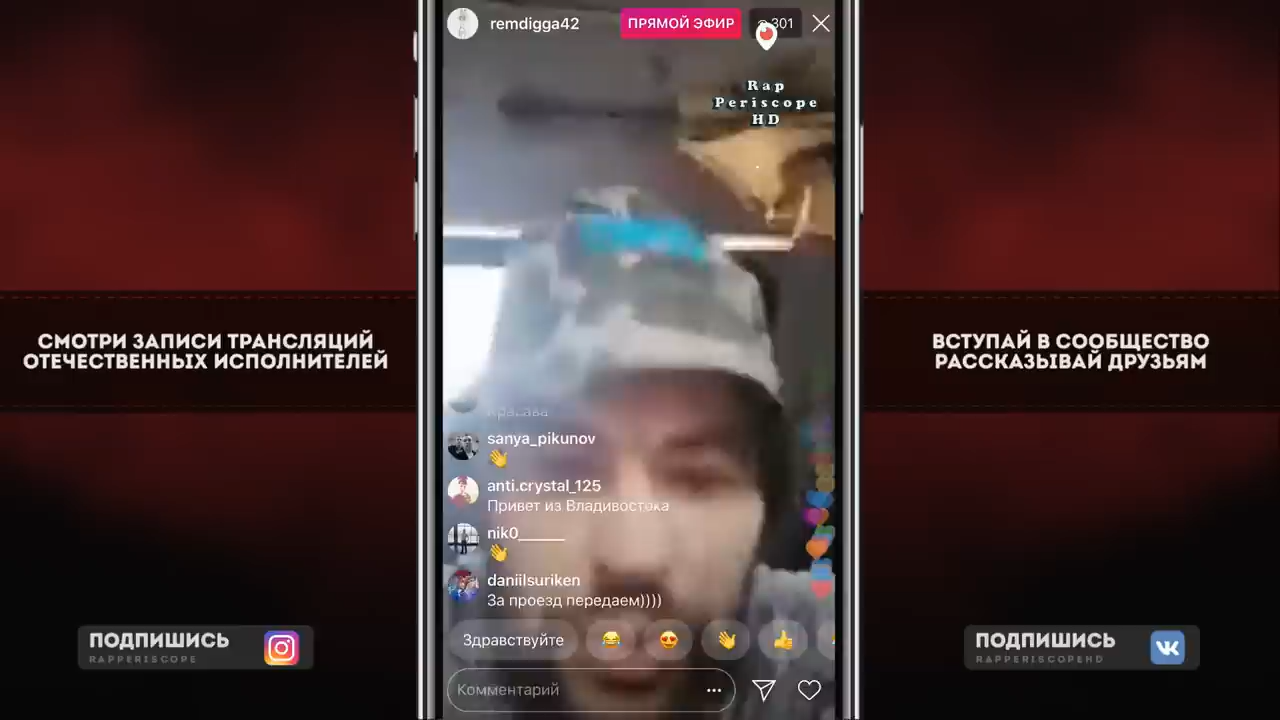 remdigga42
ПРЯМОЙ ЭФИР
301
Rap
Periscope
HD
СМОТРИ ЗАПИСИ ТРАНСЛЯЦИЙ
ОТЕЧЕСТВЕННЫХ ИСПОЛНИТЕЛЕЙ
ВСТУПАЙ В СООБЩЕСТВО
РАССКАЗЫВАЙ ДРУЗЬЯМ
Красава
sanya_pikunov
👋
anti.crystal_125
Привет из Владивостока
nik0______
👋
daniilsuriken
За проезд передаем))))
Здравствуйте 😂 😍 👋 👍
Комментарий
ПОДПИШИСЬ
RAPPERISCOPE
ПОДПИШИСЬ
RAPPERISCOPEHD